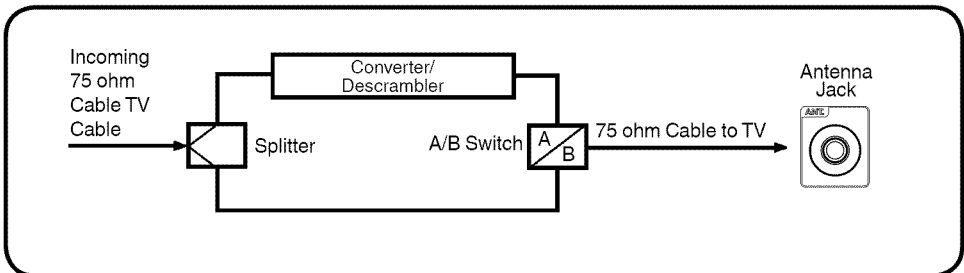 Incoming
75 ohm
Cable TV
Cable
Converter/
Descrambler
Splitter
A/B Switch
A
B
75 ohm Cable to TV
Antenna
Jack
ANT.